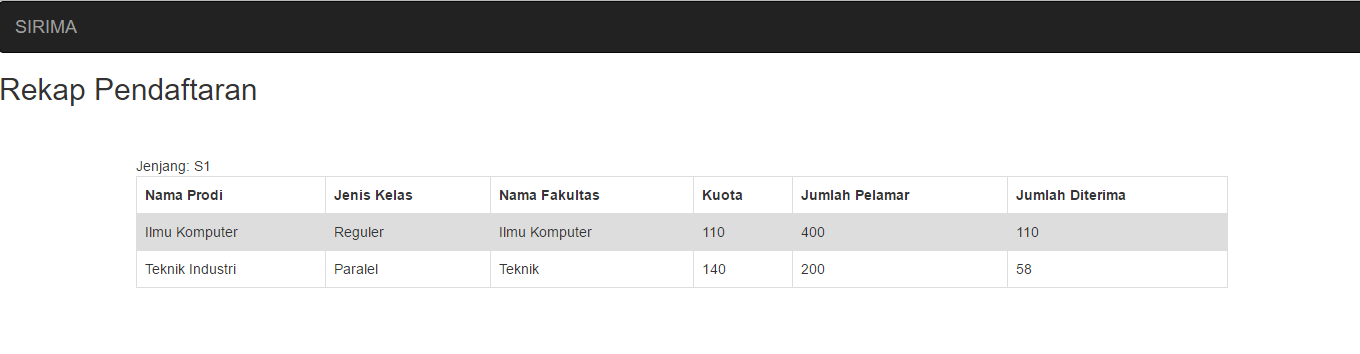 SIRIMA
Rekap Pendaftaran
Jenjang: S1
Nama Prodi Jenis Kelas Nama Fakultas Kuota Jumlah Pelamar Jumlah Diterima
Ilmu Komputer Reguler Ilmu Komputer 110 400 110
Teknik Industri Paralel Teknik 140 200 58